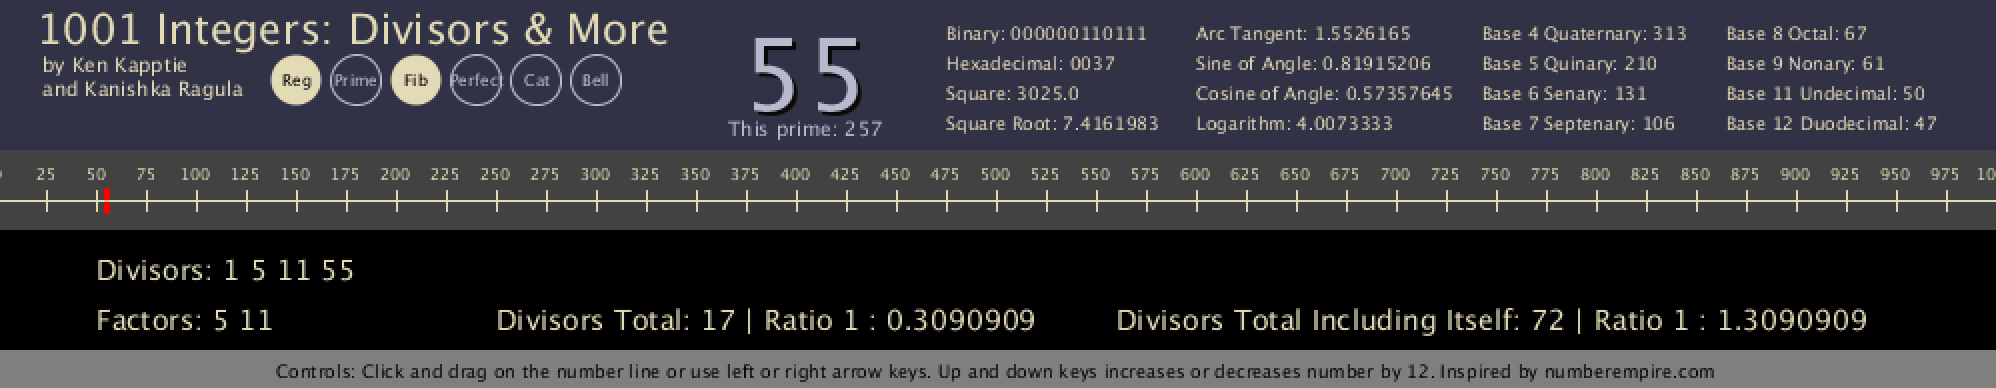 1001 Integers: Divisors & More
by Ken Kapptie
and Kanishka Ragula
Reg Prime Fib Perfect Cat Bell
55
This prime: 257
Binary: 000000110111
Hexadecimal: 0037
Square: 3025.0
Square Root: 7.4161983
Arc Tangent: 1.5526165
Sine of Angle: 0.81915206
Cosine of Angle: 0.57357645
Logarithm: 4.0073333
Base 4 Quaternary: 313
Base 5 Quinary: 210
Base 6 Senary: 131
Base 7 Septenary: 106
Base 8 Octal: 67
Base 9 Nonary: 61
Base 11 Undecimal: 50
Base 12 Duodecimal: 47
25 50 75 100 125 150 175 200 225 250 275 300 325 350 375 400 425 450 475 500 525 550 575 600 625 650 675 700 725 750 775 800 825 850 875 900 925 950 975 10
Divisors: 1 5 11 55
Factors: 5 11
Divisors Total: 17 | Ratio 1 : 0.3090909
Divisors Total Including Itself: 72 | Ratio 1 : 1.3090909
Controls: Click and drag on the number line or use left or right arrow keys. Up and down keys increases or decreases number by 12. Inspired by numberempire.com